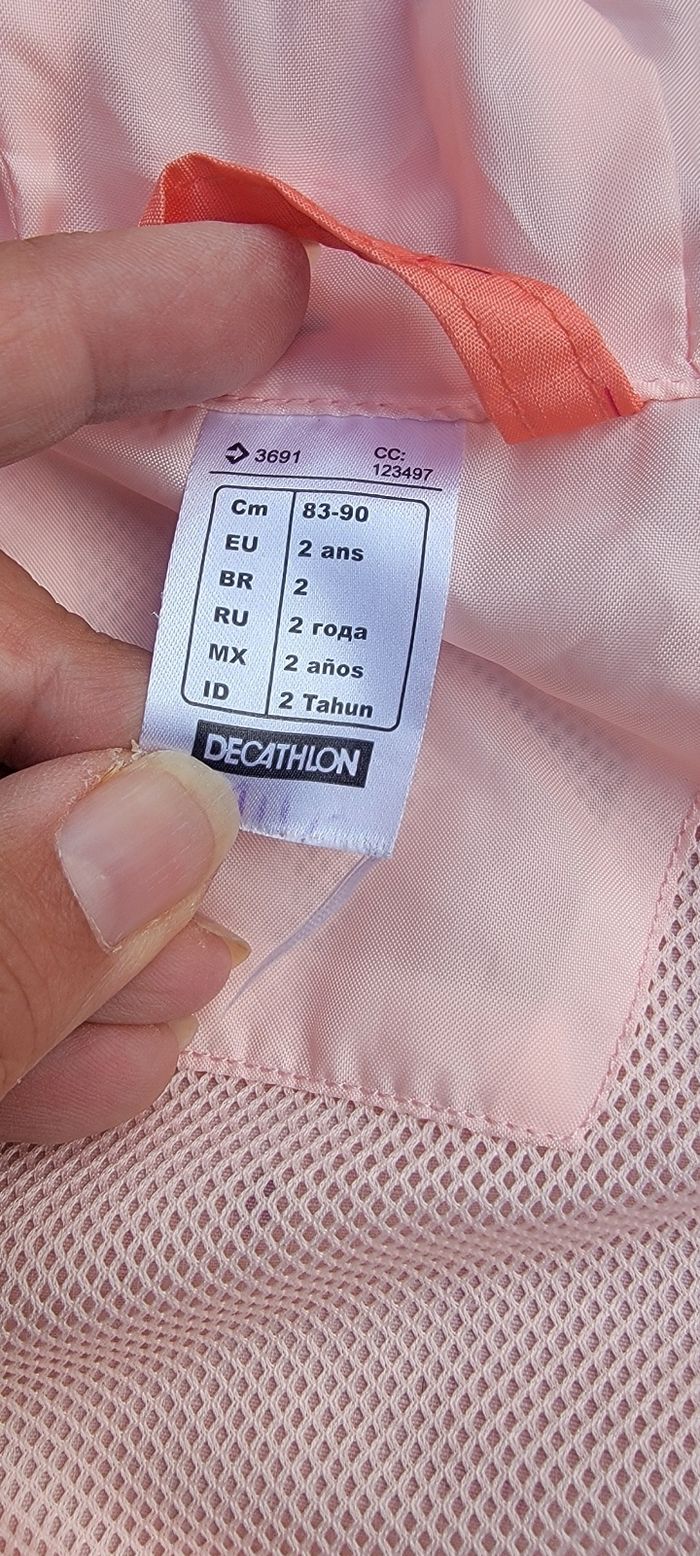 3691 CC: 123497
Cm 83-90
EU 2 ans
BR 2
RU 2 года
MX 2 años
ID 2 Tahun
DECATHLON